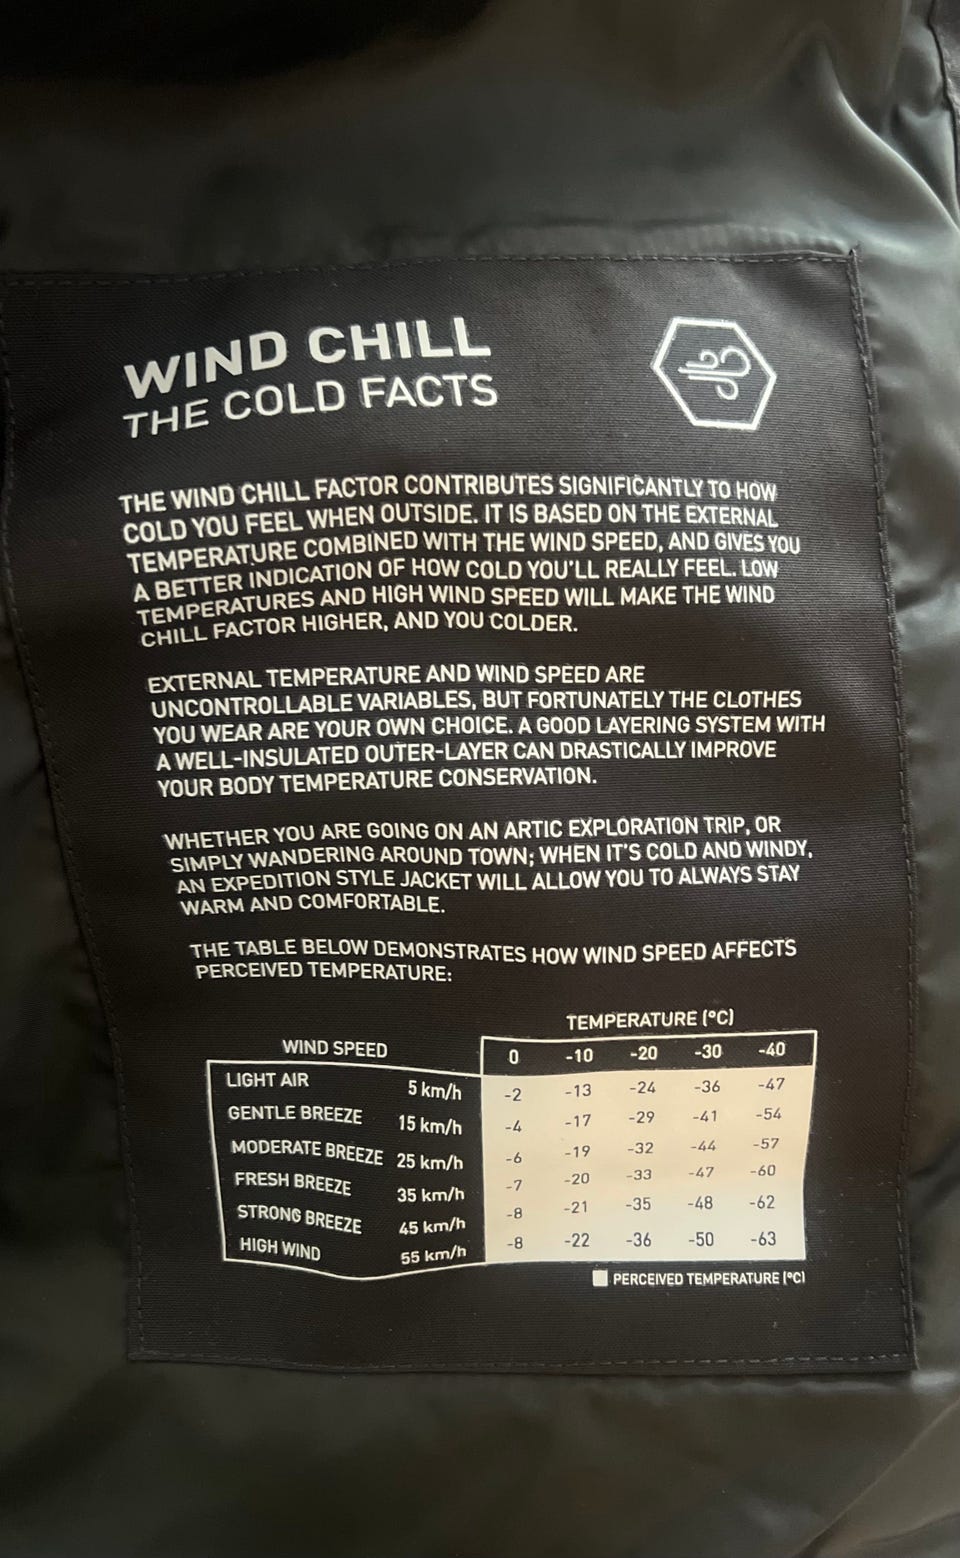 WIND CHILL
THE COLD FACTS
THE WIND CHILL FACTOR CONTRIBUTES SIGNIFICANTLY TO HOW
COLD YOU FEEL WHEN OUTSIDE. IT IS BASED ON THE EXTERNAL
TEMPERATURE COMBINED WITH THE WIND SPEED, AND GIVES YOU
A BETTER INDICATION OF HOW COLD YOU'LL REALLY FEEL. LOW
TEMPERATURES AND HIGH WIND SPEED WILL MAKE THE WIND
CHILL FACTOR HIGHER, AND YOU COLDER.
EXTERNAL TEMPERATURE AND WIND SPEED ARE
UNCONTROLLABLE VARIABLES, BUT FORTUNATELY THE CLOTHES
YOU WEAR ARE YOUR OWN CHOICE. A GOOD LAYERING SYSTEM WITH
A WELL-INSULATED OUTER-LAYER CAN DRASTICALLY IMPROVE
YOUR BODY TEMPERATURE CONSERVATION.
WHETHER YOU ARE GOING ON AN ARTIC EXPLORATION TRIP, OR
SIMPLY WANDERING AROUND TOWN; WHEN IT'S COLD AND WINDY,
AN EXPEDITION STYLE JACKET WILL ALLOW YOU TO ALWAYS STAY
WARM AND COMFORTABLE.
THE TABLE BELOW DEMONSTRATES HOW WIND SPEED AFFECTS
PERCEIVED TEMPERATURE:
TEMPERATURE (ºC)
WIND SPEED 0 -10 -20 -30 -40
LIGHT AIR 5 km/h -2 -13 -24 -36 -47
GENTLE BREEZE 15 km/h -4 -17 -29 -41 -54
MODERATE BREEZE 25 km/h -6 -19 -32 -44 -57
FRESH BREEZE 35 km/h -7 -20 -33 -47 -60
STRONG BREEZE 45 km/h -8 -21 -35 -48 -62
HIGH WIND 55 km/h -8 -22 -36 -50 -63
PERCEIVED TEMPERATURE (ºC)